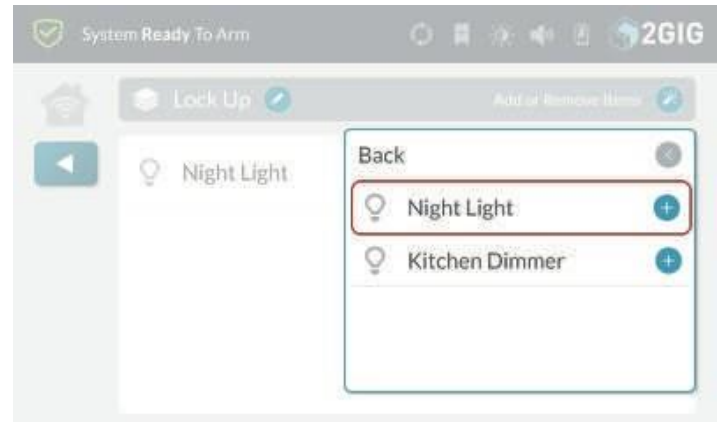 System Ready To Arm
2GIG
Lock Up
Add or Remove Items
Night Light
Back
Night Light
Kitchen Dimmer